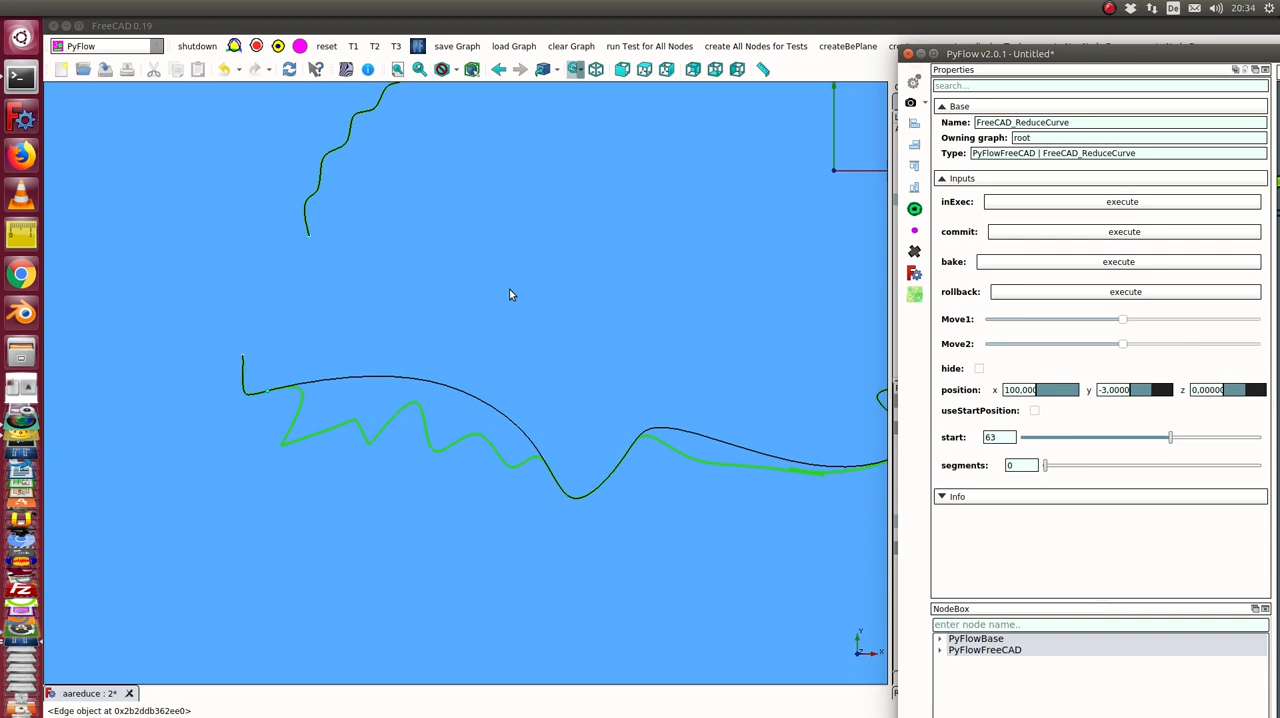 FreeCAD 0.19
De 20:34
PyFlow shutdown reset T1 T2 T3 save Graph load Graph clear Graph run Test for All Nodes create All Nodes for Tests createBePlane
PyFlow v2.0.1 - Untitled*
Properties
search...
Base
Name: FreeCAD_ReduceCurve
Owning graph: root
Type: PyFlowFreeCAD | FreeCAD_ReduceCurve
Inputs
inExec: execute
commit: execute
bake: execute
rollback: execute
Move1:
Move2:
hide:
position: x 100,000 y -3,0000 z 0,00000
useStartPosition:
start: 63
segments: 0
Info
NodeBox
enter node name..
PyFlowBase
PyFlowFreeCAD
Y
Z X
aareduce : 2*
<Edge object at 0x2b2ddb362ee0>